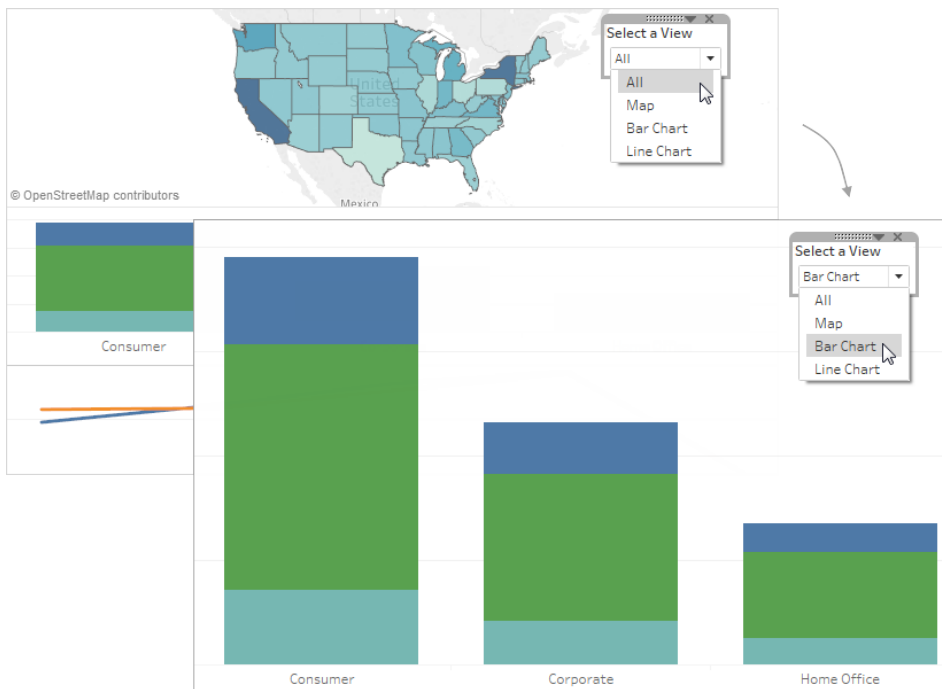 Select a View
All
All
Map
Bar Chart
Line Chart
United
States
Mexico
© OpenStreetMap contributors
Consumer
Select a View
Bar Chart
All
Map
Bar Chart
Line Chart
Consumer
Corporate
Home Office